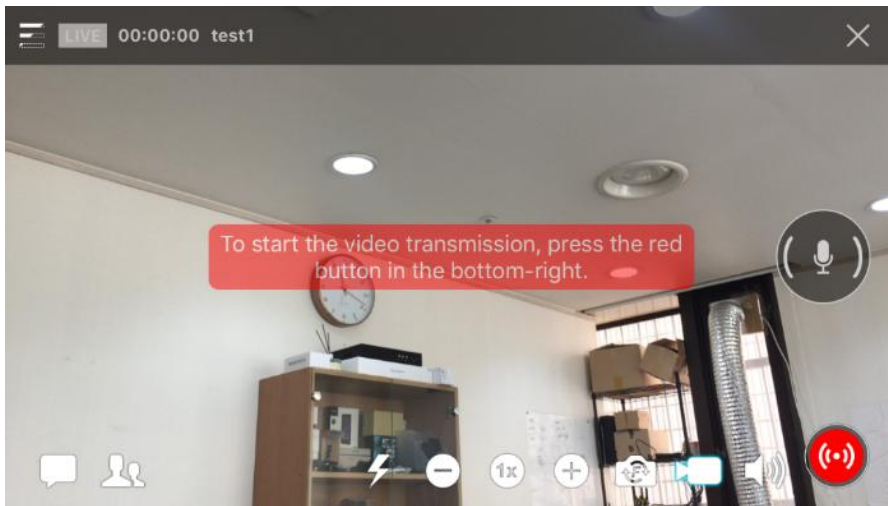 LIVE 00:00:00 test1
To start the video transmission, press the red
button in the bottom-right.
1x